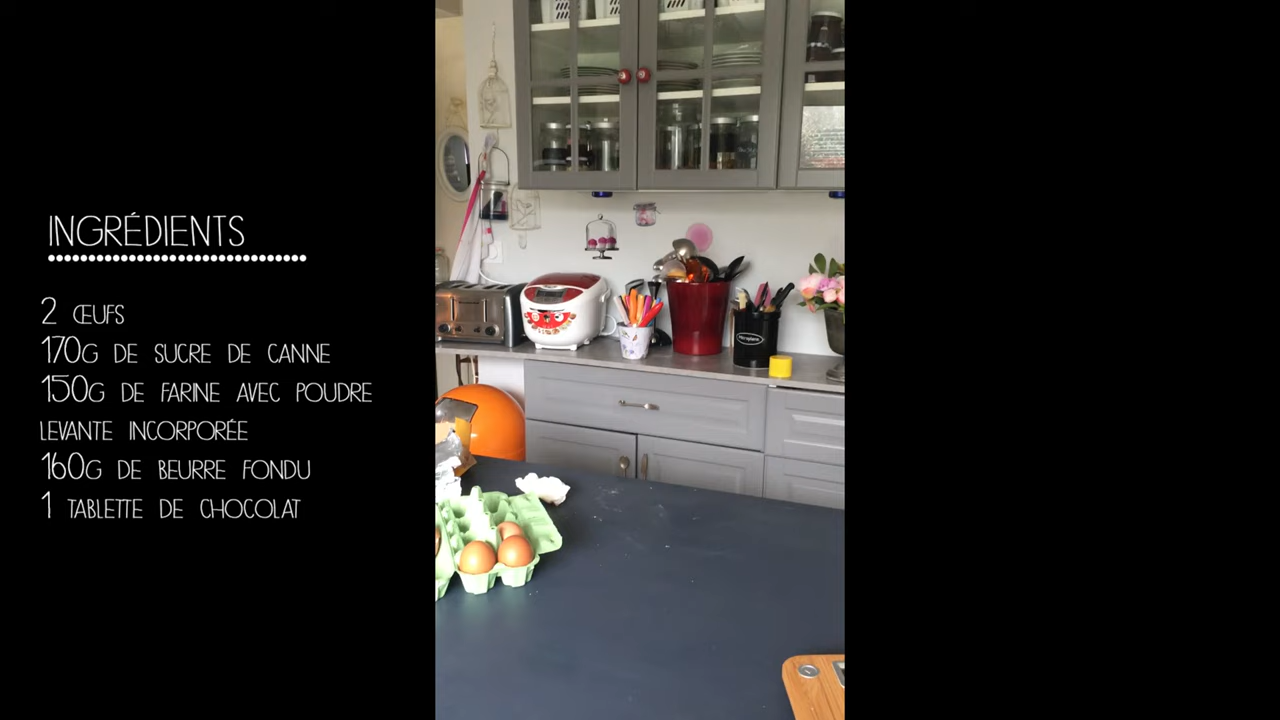 INGRÉDIENTS
2 ŒUFS
170G DE SUCRE DE CANNE
150G DE FARINE AVEC POUDRE
LEVANTE INCORPORÉE
160G DE BEURRE FONDU
1 TABLETTE DE CHOCOLAT
Microplane